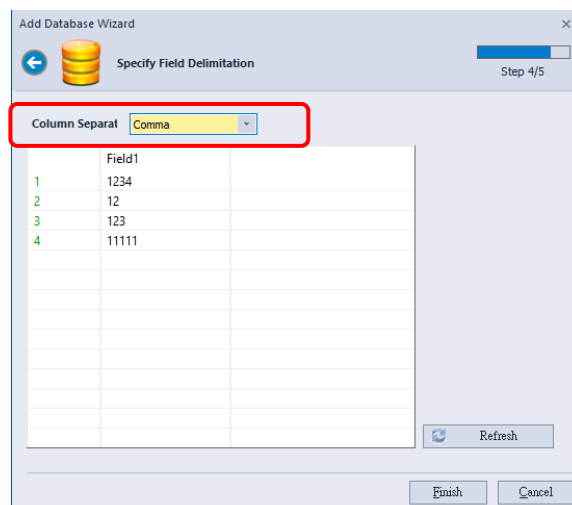 Add Database Wizard
Specify Field Delimitation
Step 4/5
Column Separat Comma
Field1
1 1234
2 12
3 123
4 11111
Refresh
Finish Cancel